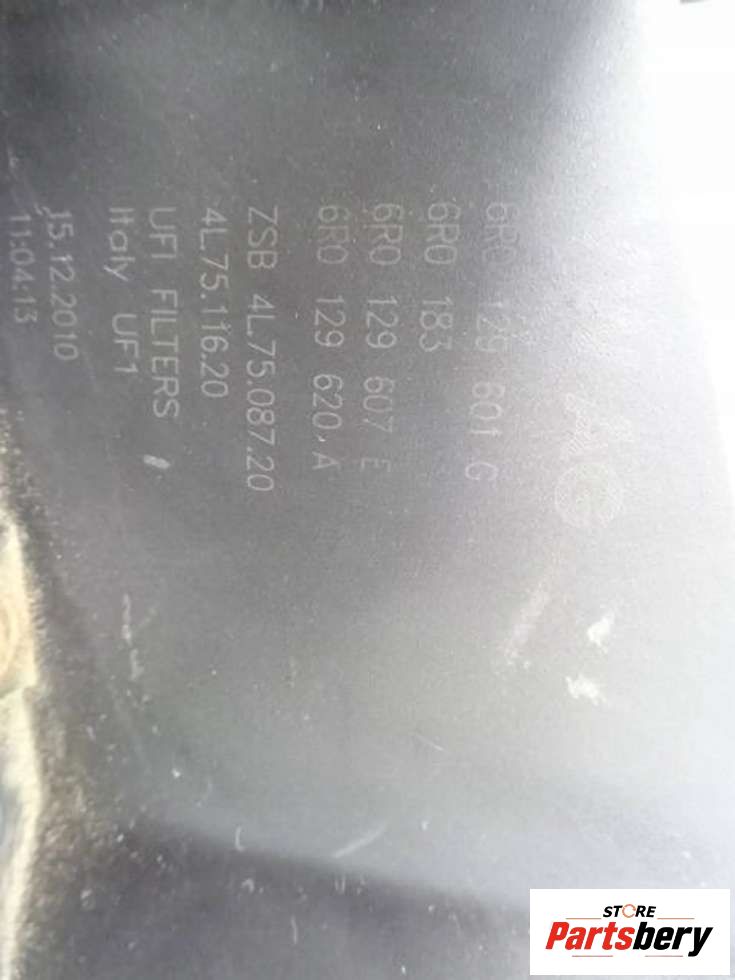 6R0 129 601 G
6R0 183
6R0 129 607 E
6R0 129 620 A
ZSB 4L.75.087.20
4L.75.116.20
UFI FILTERS
Italy UF1
15.12.2010
11:04:13
STORE
Partsbery